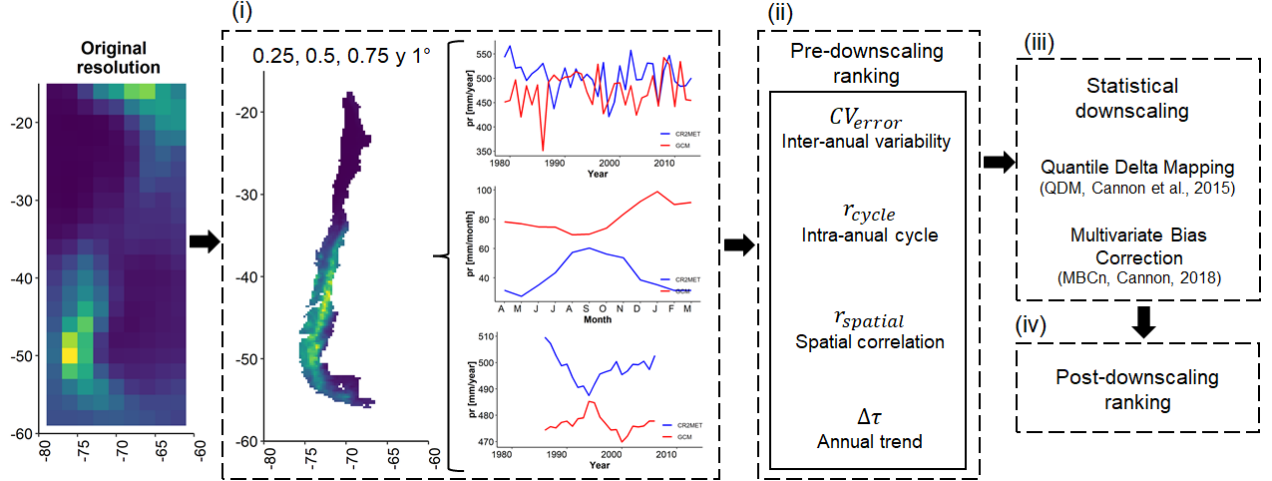 Original
resolution
-20
-30
-40
-50
-60
-80
-75
-70
-65
-60
(i)
0.25, 0.5, 0.75 y 1°
-20
-30
-40
-50
-60
-80
-75
-70
-65
-60
pr [mm/year]
550
500
450
400
350
1980
1990
2000
2010
Year
CR2MET
GCM
pr [mm/month]
100
80
60
40
A M J J A S O N D J F M
Month
CR2MET
GCM
pr [mm/year]
510
500
490
480
470
1980
1990
2000
2010
Year
CR2MET
GCM
(ii)
Pre-downscaling
ranking
CV_error
Inter-anual variability
r_cycle
Intra-anual cycle
r_spatial
Spatial correlation
Δτ
Annual trend
(iii)
Statistical
downscaling
Quantile Delta Mapping
(QDM, Cannon et al., 2015)
Multivariate Bias
Correction
(MBCn, Cannon, 2018)
(iv)
Post-downscaling
ranking